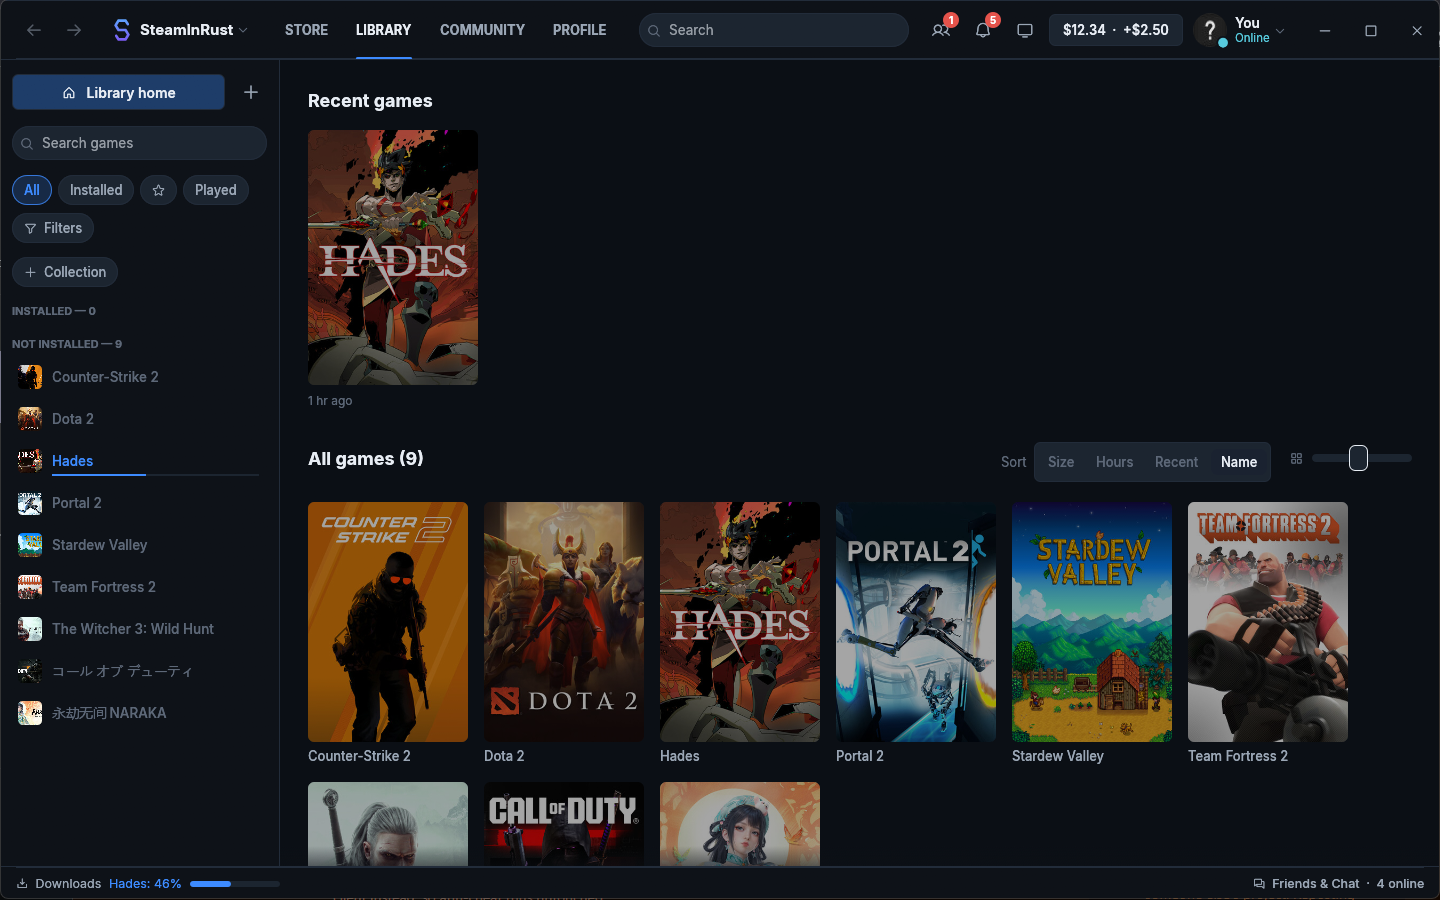 SteamInRust
STORE
LIBRARY
COMMUNITY
PROFILE
Search
1
5
$12.34 · +$2.50
?
You
Online
Library home
Search games
All
Installed
Played
Filters
Collection
INSTALLED — 0
NOT INSTALLED — 9
Counter-Strike 2
Dota 2
Hades
Portal 2
Stardew Valley
Team Fortress 2
The Witcher 3: Wild Hunt
コール オブ デューティ
永劫无间 NARAKA
Recent games
HADES
1 hr ago
All games (9)
Sort
Size
Hours
Recent
Name
COUNTER
STRIKE 2
DOTA 2
HADES
PORTAL 2
STARDEW
VALLEY
TEAM FORTRESS 2
Counter-Strike 2
Dota 2
Hades
Portal 2
Stardew Valley
Team Fortress 2
CALL OF DUTY
Downloads
Hades: 46%
Friends & Chat · 4 online